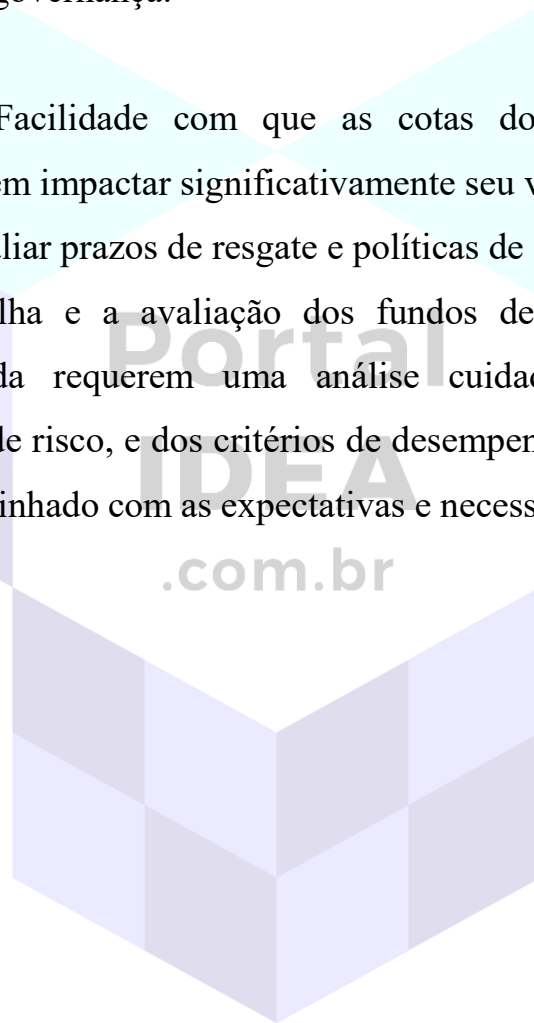 governança.
Facilidade com que as cotas do
em impactar significativamente seu v
liar prazos de resgate e políticas de
lha e a avaliação dos fundos de
da requerem uma análise cuidad
de risco, e dos critérios de desempen
inhado com as expectativas e necess
Portal
IDEA
.com.br